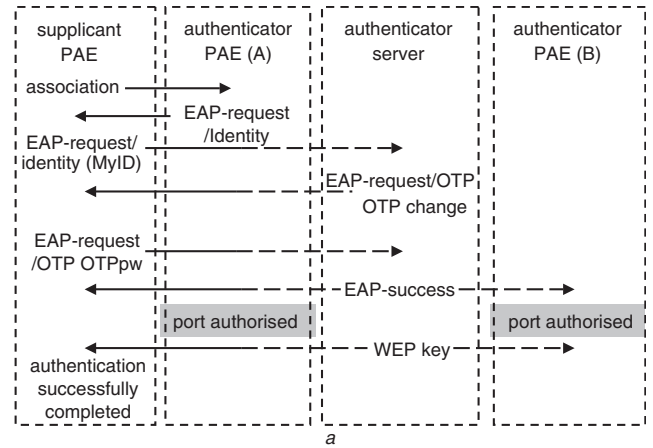 supplicant
PAE
authenticator
PAE (A)
authenticator
server
authenticator
PAE (B)
association
EAP-request
/Identity
EAP-request/
identity (MyID)
EAP-request/OTP
OTP change
EAP-request
/OTP OTPpw
EAP-success
port authorised
port authorised
WEP key
authentication
successfully
completed
a